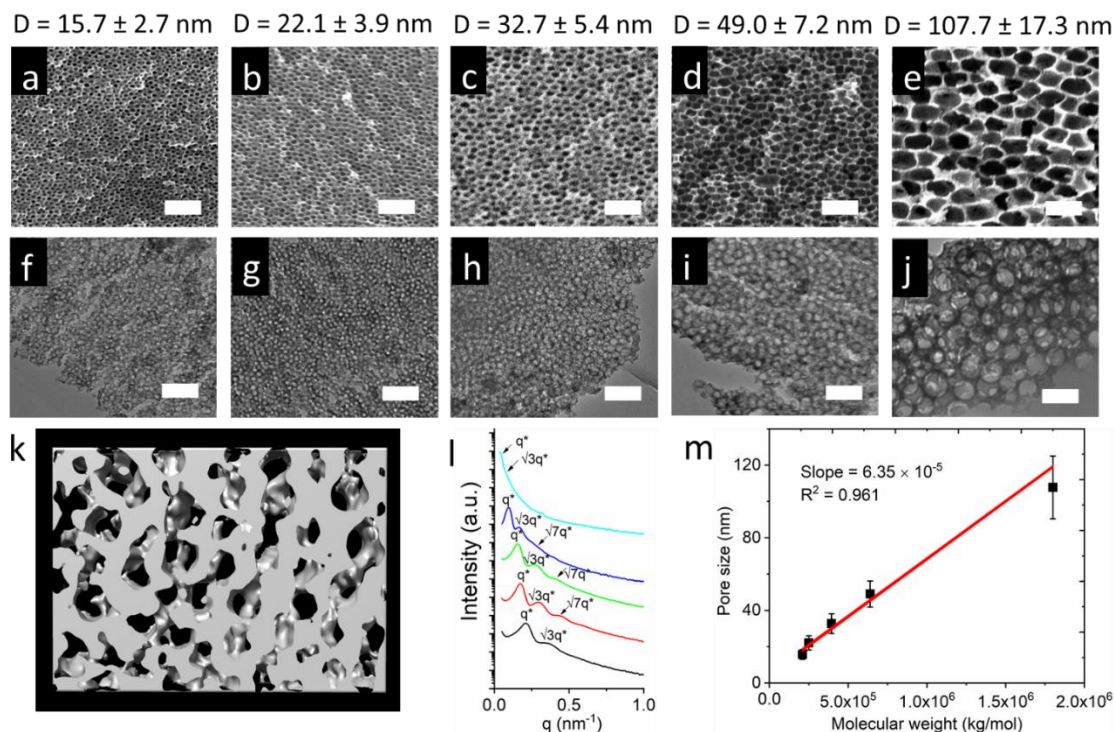 D = 15.7 ± 2.7 nm D = 22.1 ± 3.9 nm D = 32.7 ± 5.4 nm D = 49.0 ± 7.2 nm D = 107.7 ± 17.3 nm
a b c d e
f g h i j
k
l
Intensity (a.u.)
q*
√3q*
q*
√3q*
√7q*
q*
√3q*
√7q*
q*
√3q*
√7q*
q*
√3q*
0.0 0.5 1.0
q (nm⁻¹)
m
Slope = 6.35 × 10⁻⁵
R² = 0.961
Pore size (nm)
120
80
40
0
0.0 5.0x10⁵ 1.0x10⁶ 1.5x10⁶ 2.0x10⁶
Molecular weight (kg/mol)